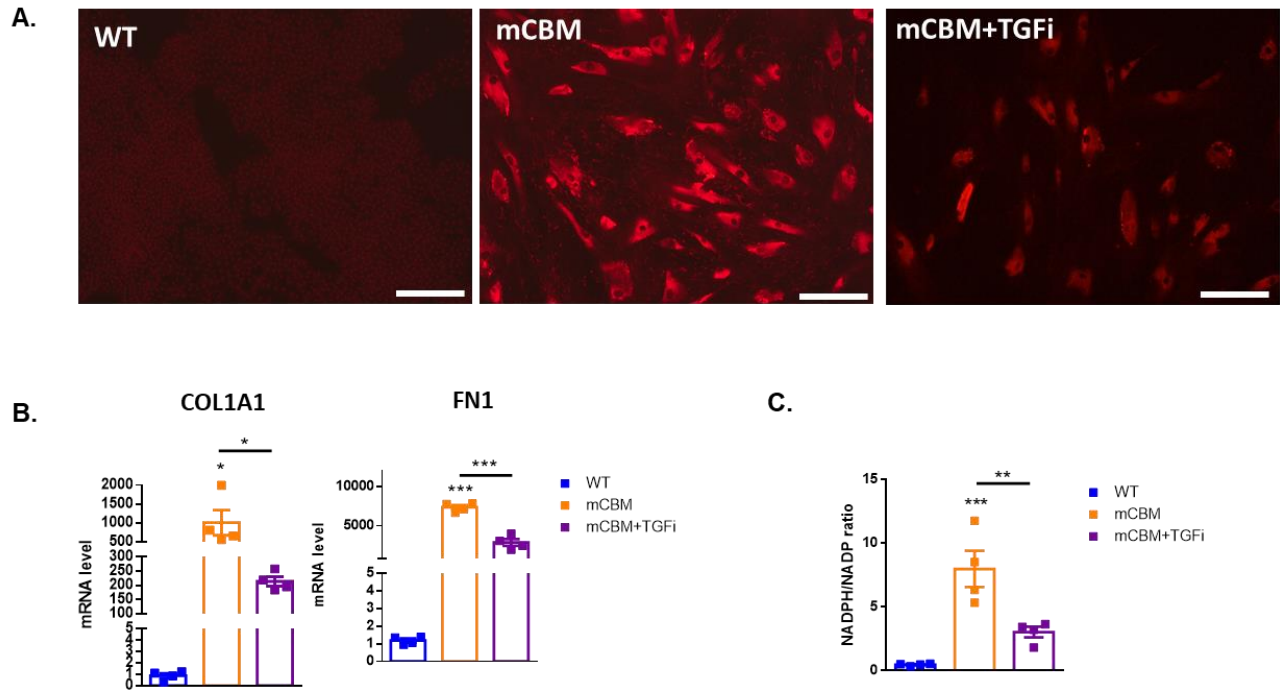 A.
WT
mCBM
mCBM+TGFi
B.
COL1A1
mRNA level
2000
1500
1000
500
300
250
200
150
100
5
4
3
2
1
0
*
*
FN1
mRNA level
10000
5000
5
4
3
2
1
0
***
***
WT
mCBM
mCBM+TGFi
C.
NADPH/NADP ratio
15
10
5
0
***
**
WT
mCBM
mCBM+TGFi